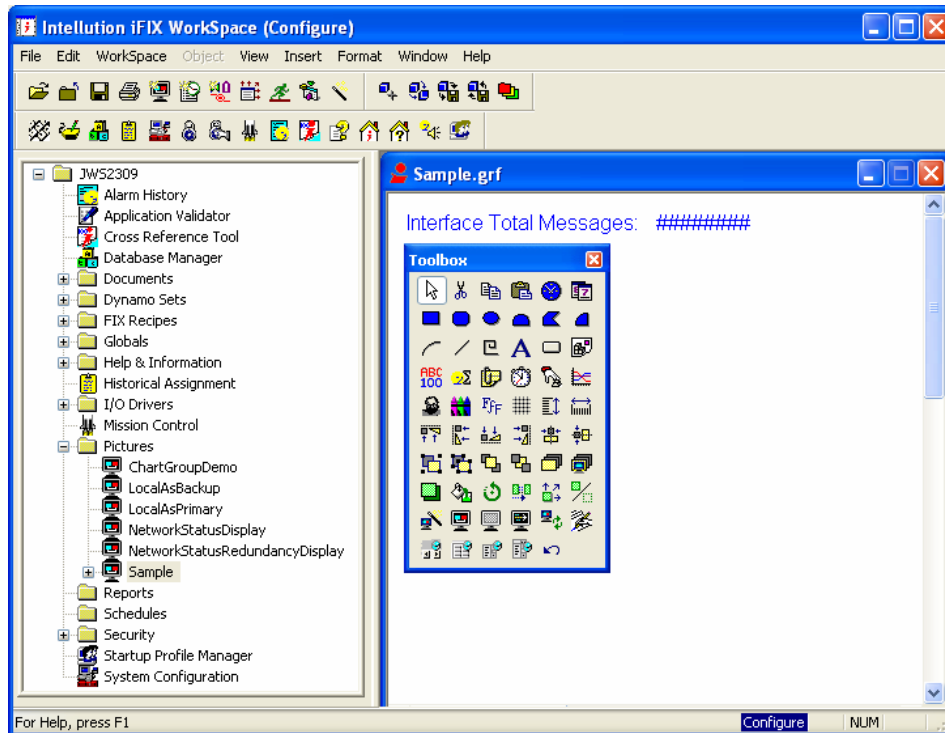 Intellution iFIX WorkSpace (Configure)
File Edit WorkSpace Object View Insert Format Window Help
JWS2309
Alarm History
Application Validator
Cross Reference Tool
Database Manager
Documents
Dynamo Sets
FIX Recipes
Globals
Help & Information
Historical Assignment
I/O Drivers
Mission Control
Pictures
ChartGroupDemo
LocalAsBackup
LocalAsPrimary
NetworkStatusDisplay
NetworkStatusRedundancyDisplay
Sample
Reports
Schedules
Security
Startup Profile Manager
System Configuration
Sample.grf
Interface Total Messages: #########
Toolbox
7
A
ABC
100
For Help, press F1
Configure NUM